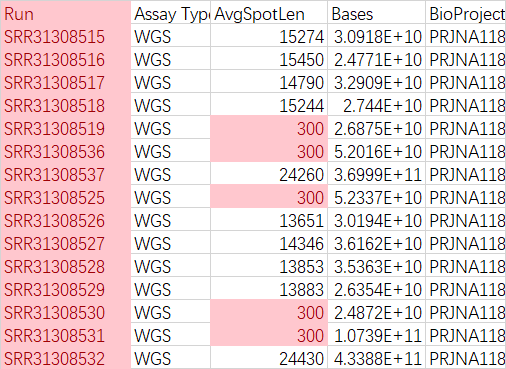 Run Assay Type AvgSpotLen Bases BioProject
SRR31308515 WGS 15274 3.0918E+10 PRJNA118
SRR31308516 WGS 15450 2.4771E+10 PRJNA118
SRR31308517 WGS 14790 3.2909E+10 PRJNA118
SRR31308518 WGS 15244 2.744E+10 PRJNA118
SRR31308519 WGS 300 2.6875E+10 PRJNA118
SRR31308536 WGS 300 5.2016E+10 PRJNA118
SRR31308537 WGS 24260 3.6999E+11 PRJNA118
SRR31308525 WGS 300 5.2337E+10 PRJNA118
SRR31308526 WGS 13651 3.0194E+10 PRJNA118
SRR31308527 WGS 14346 3.6162E+10 PRJNA118
SRR31308528 WGS 13853 3.5363E+10 PRJNA118
SRR31308529 WGS 13883 2.6354E+10 PRJNA118
SRR31308530 WGS 300 2.4872E+10 PRJNA118
SRR31308531 WGS 300 1.0739E+11 PRJNA118
SRR31308532 WGS 24430 4.3388E+11 PRJNA118